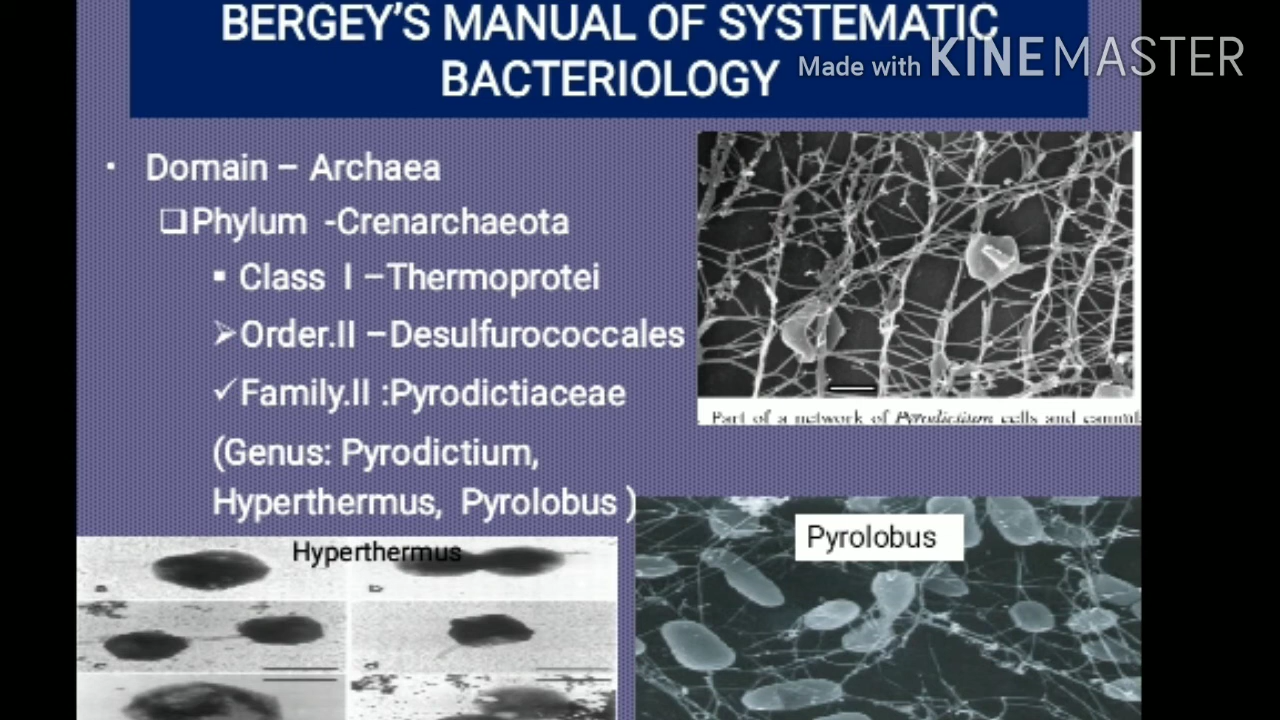 BERGEY'S MANUAL OF SYSTEMATIC
BACTERIOLOGY
Made with KINEMASTER
▪ Domain – Archaea
❑Phylum -Crenarchaeota
▪ Class I –Thermoprotei
➢Order.II –Desulfurococcales
✓Family.II :Pyrodictiaceae
(Genus: Pyrodictium,
Hyperthermus, Pyrolobus )
Part of a network of Pyrodictium cells and
Pyrolobus
Hyperthermus
a
b
c
d